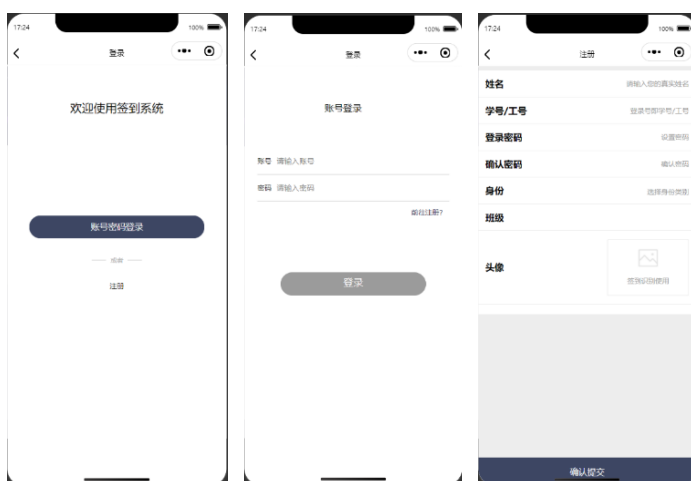 17:24
100%
登录
欢迎使用签到系统
账号密码登录
或者
注册
17:24
100%
登录
账号登录
账号 请输入账号
密码 请输入密码
前往注册?
登录
17:24
100%
注册
姓名 请输入您的真实姓名
学号/工号 登录号即学号/工号
登录密码 设置密码
确认密码 确认密码
身份 选择身份类别
班级
头像
签到识别使用
确认提交